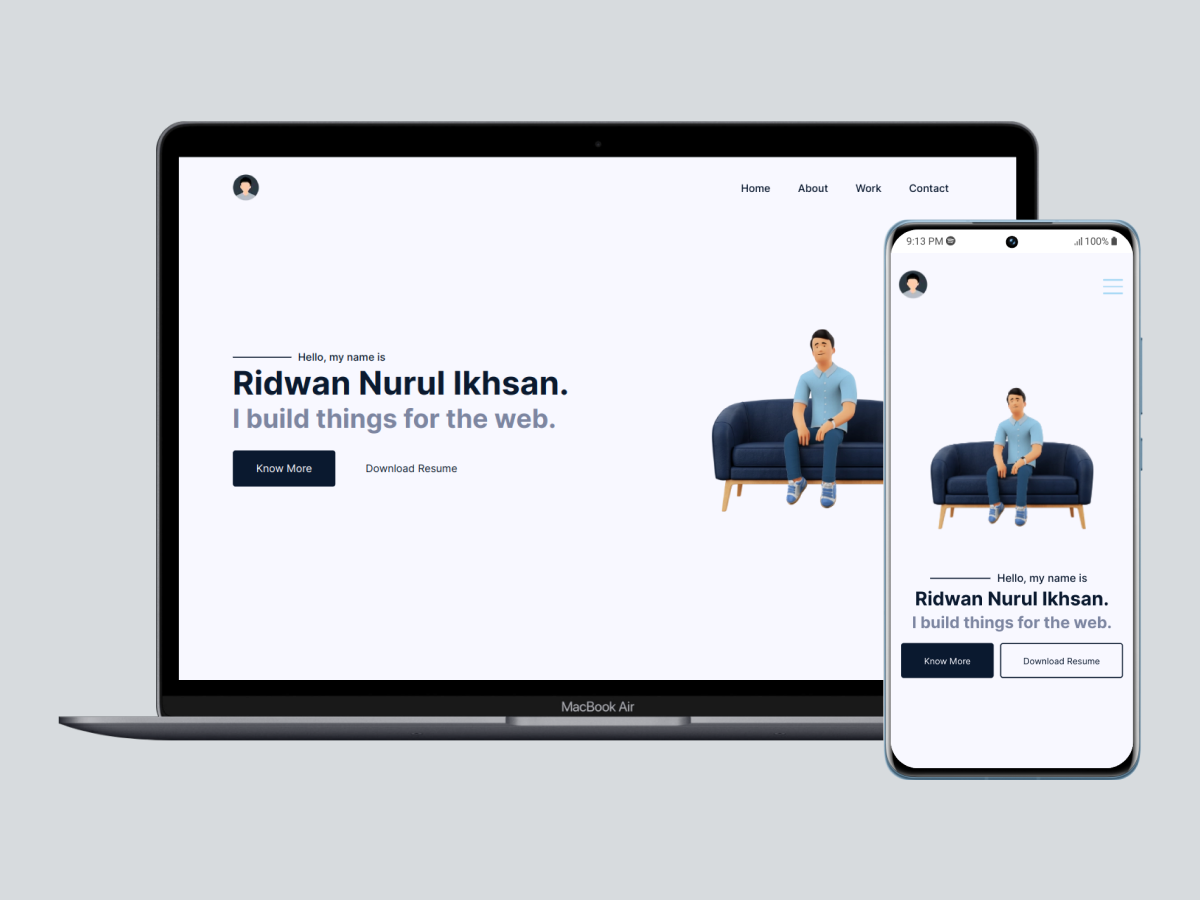 Home About Work Contact
Hello, my name is
Ridwan Nurul Ikhsan.
I build things for the web.
Know More Download Resume
MacBook Air
9:13 PM 100%
Hello, my name is
Ridwan Nurul Ikhsan.
I build things for the web.
Know More Download Resume